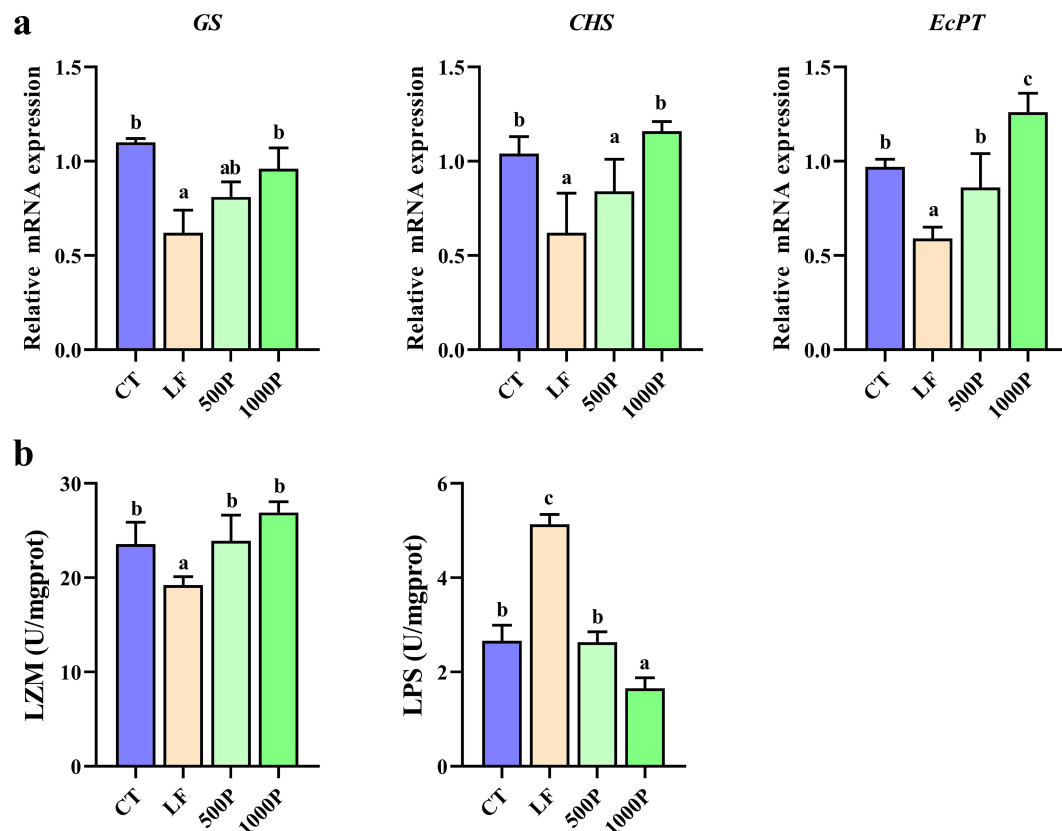 a
GS
Relative mRNA expression
1.5
1.0
0.5
0.0
b
a
ab
b
CT
LF
500P
1000P
CHS
Relative mRNA expression
1.5
1.0
0.5
0.0
b
a
a
b
CT
LF
500P
1000P
EcPT
Relative mRNA expression
1.5
1.0
0.5
0.0
b
a
b
c
CT
LF
500P
1000P
b
LZM (U/mgprot)
30
20
10
0
b
a
b
b
CT
LF
500P
1000P
LPS (U/mgprot)
6
4
2
0
b
c
b
a
CT
LF
500P
1000P